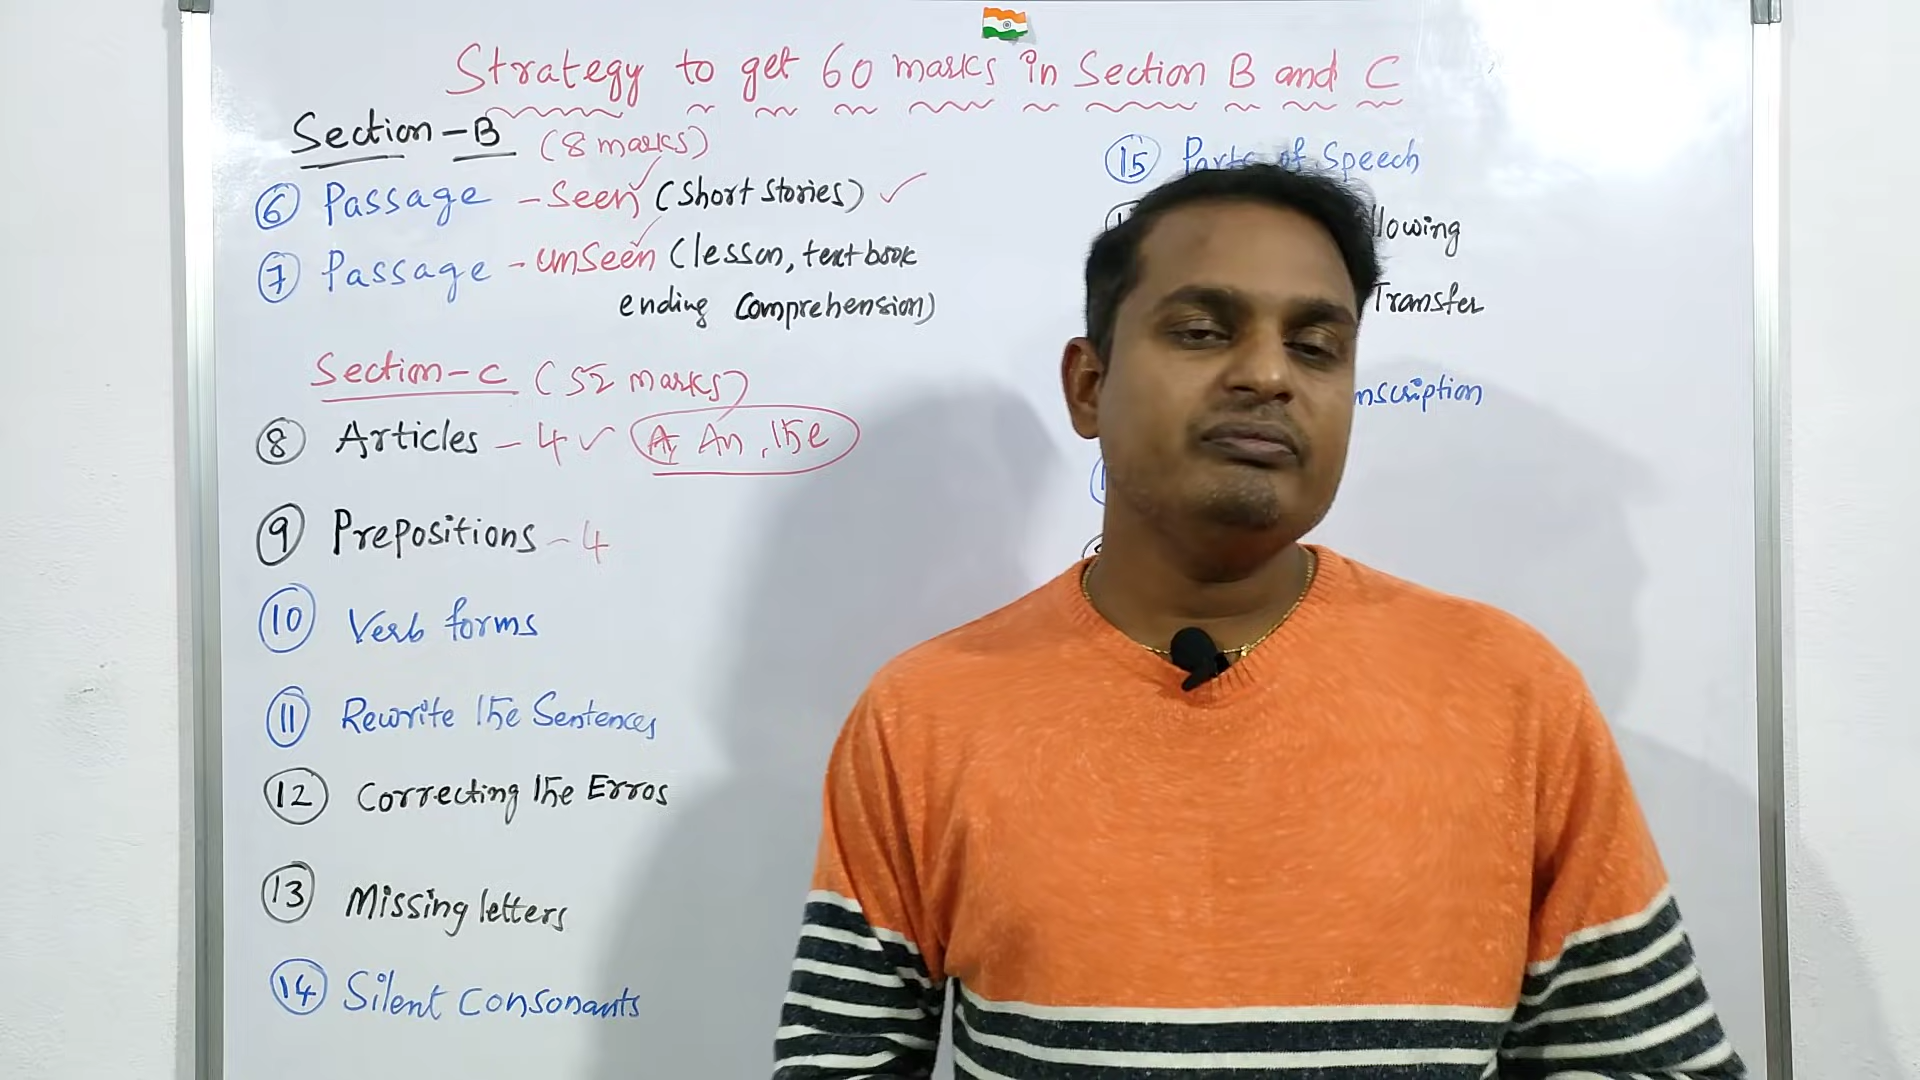 Strategy to get 60 marks in Section B and C
Section-B (8 marks)
6 Passage - Seen (Short Stories) ✓
7 Passage - unseen (lesson, text book
ending Comprehension)
Section-C (52 marks)
8 Articles - 4 ✓ A, An, The
9 Prepositions - 4
10 Verb forms
11 Rewrite the Sentences
12 Correcting the Erros
13 Missing letters
14 Silent Consonants
15 Parts of Speech
llowing
Transfer
nscription